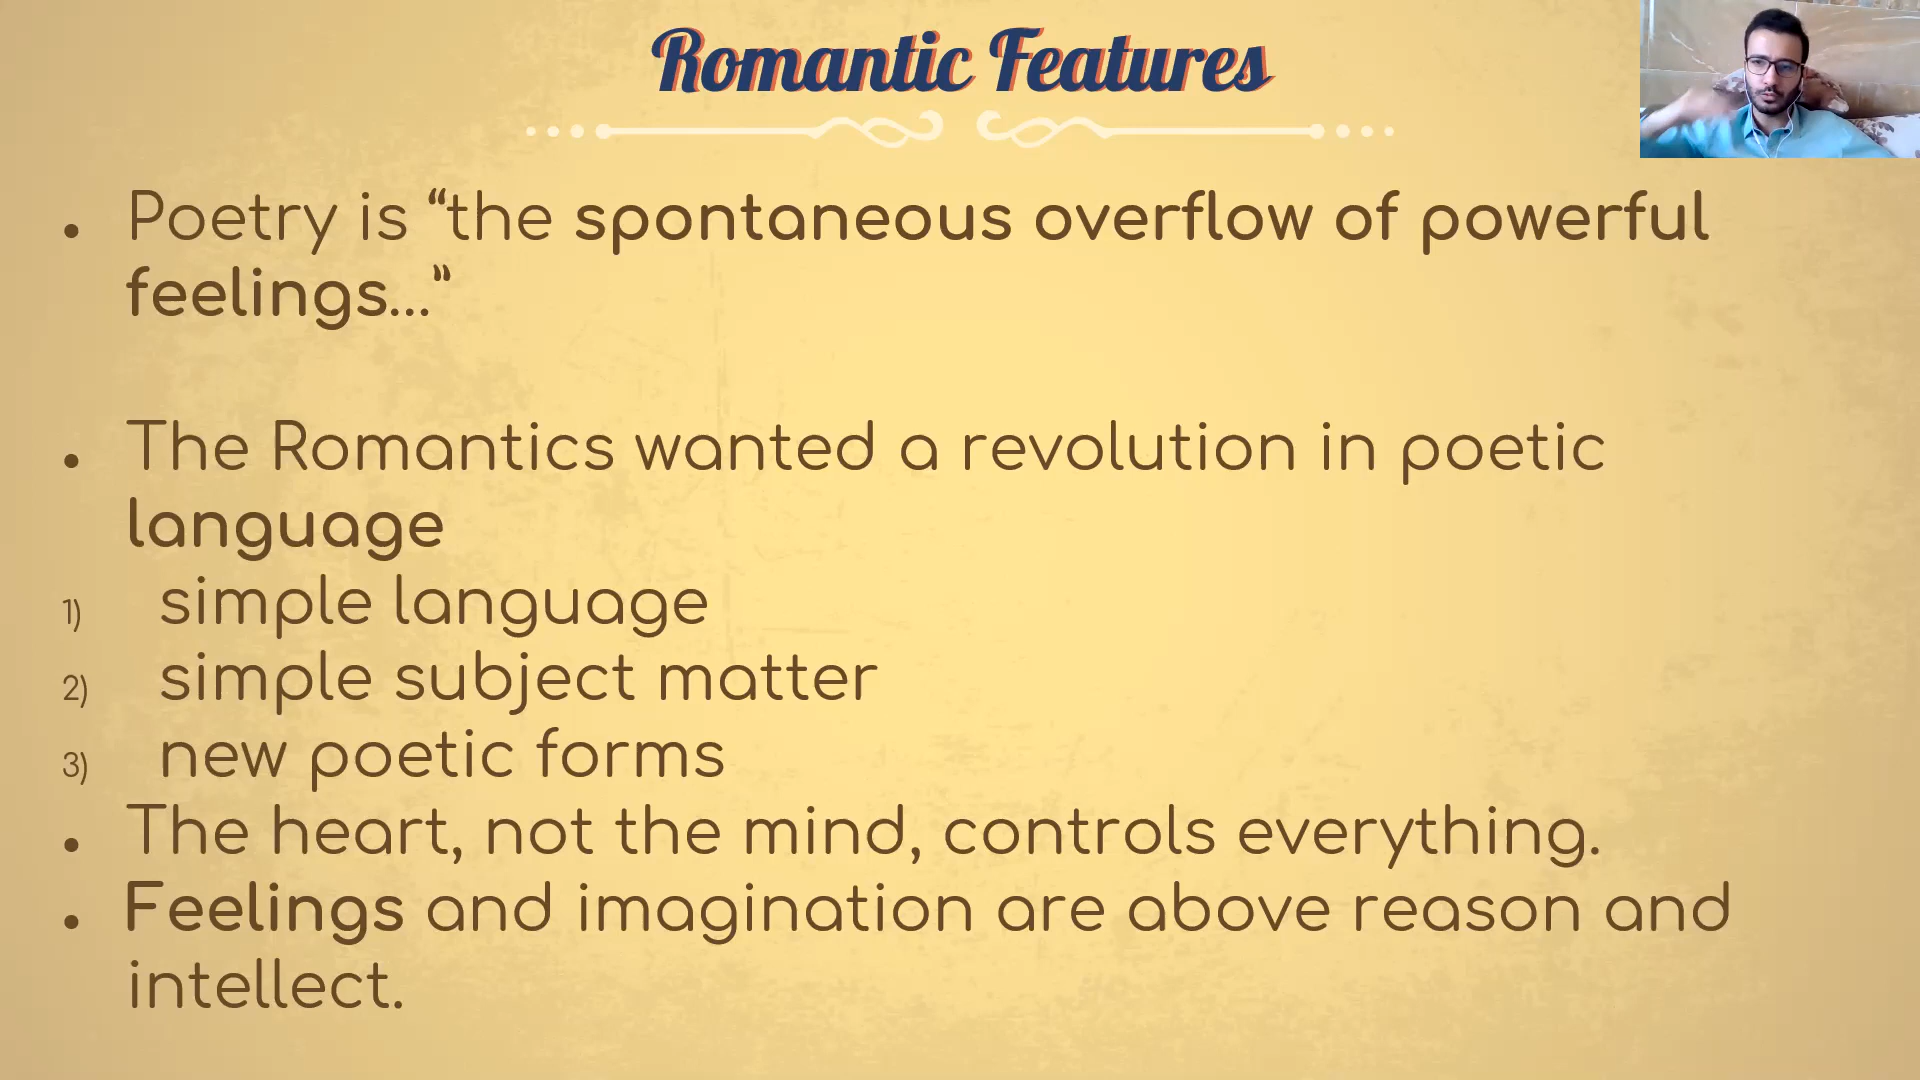 Romantic Features
• Poetry is “the spontaneous overflow of powerful
feelings...”
• The Romantics wanted a revolution in poetic
language
1) simple language
2) simple subject matter
3) new poetic forms
• The heart, not the mind, controls everything.
• Feelings and imagination are above reason and
intellect.